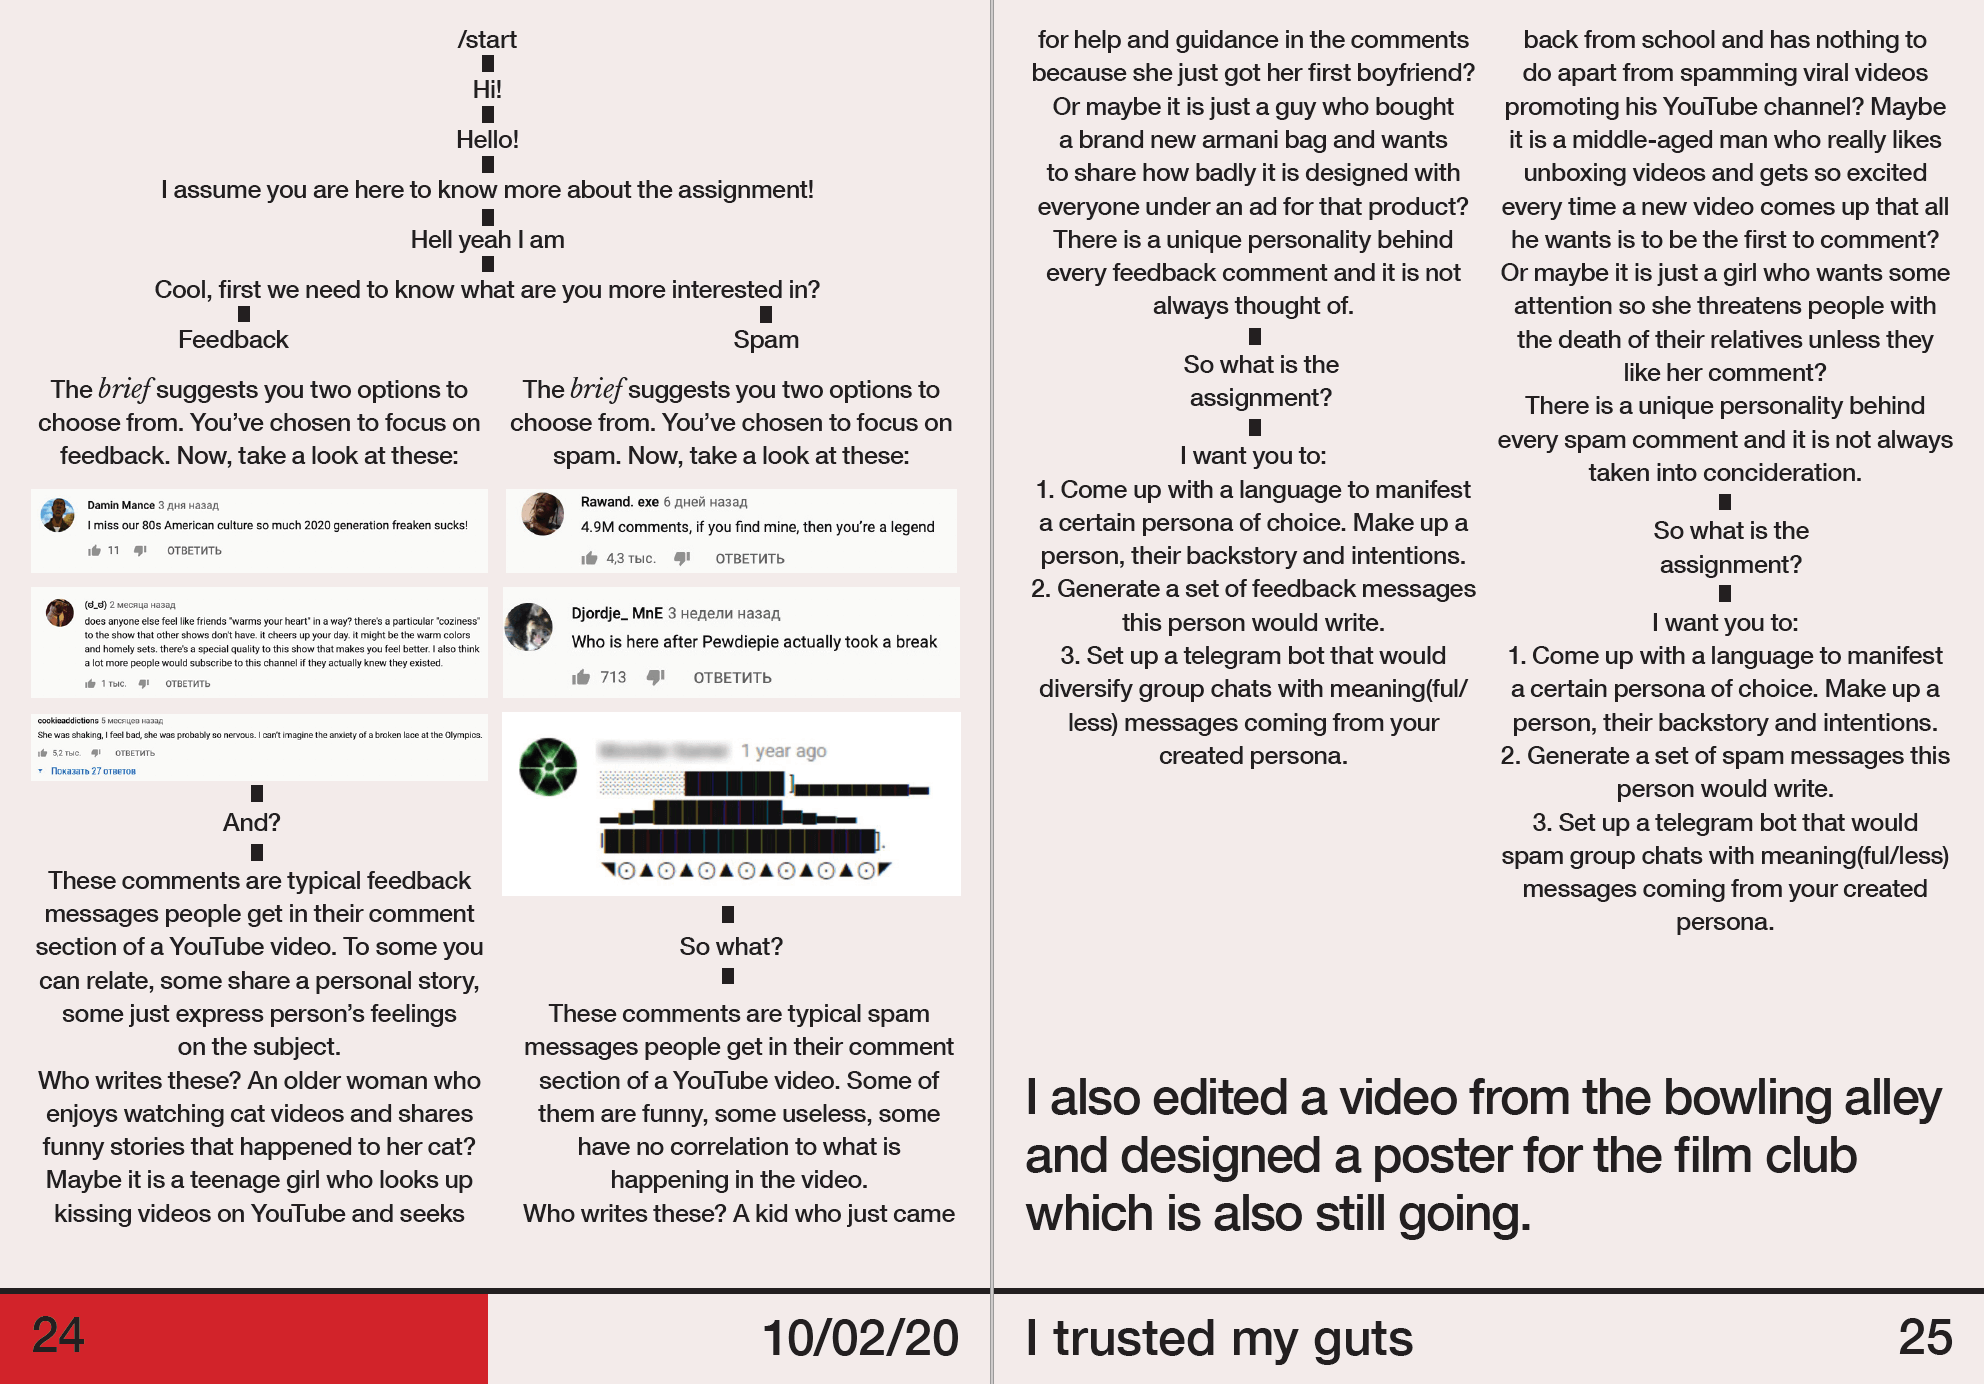 /start
Hi!
Hello!
I assume you are here to know more about the assignment!
Hell yeah I am
Cool, first we need to know what are you more interested in?
Feedback
The brief suggests you two options to
choose from. You’ve chosen to focus on
feedback. Now, take a look at these:
Damin Mance 3 дня назад
I miss our 80s American culture so much 2020 generation freaken sucks!
11 ОТВЕТИТЬ
2 месяца назад
does anyone else feel like friends "warms your heart" in a way? there's a particular "coziness"
to the show that other shows don't have. it cheers up your day. it might be the warm colors
and homely sets. there's a special quality to this show that makes you feel better. I also think
a lot more people would subscribe to this channel if they actually knew they existed.
1 тыс. ОТВЕТИТЬ
cookieaddictions 5 месяцев назад
She was shaking, I feel bad, she was probably so nervous. I can't imagine the anxiety of a broken lace at the Olympics.
5,2 тыс. ОТВЕТИТЬ
Показать 27 ответов
And?
These comments are typical feedback
messages people get in their comment
section of a YouTube video. To some you
can relate, some share a personal story,
some just express person’s feelings
on the subject.
Who writes these? An older woman who
enjoys watching cat videos and shares
funny stories that happened to her cat?
Maybe it is a teenage girl who looks up
kissing videos on YouTube and seeks
Spam
The brief suggests you two options to
choose from. You’ve chosen to focus on
spam. Now, take a look at these:
Rawand. exe 6 дней назад
4.9M comments, if you find mine, then you’re a legend
4,3 тыс. ОТВЕТИТЬ
Djordje_ MnE 3 недели назад
Who is here after Pewdiepie actually took a break
713 ОТВЕТИТЬ
1 year ago
So what?
These comments are typical spam
messages people get in their comment
section of a YouTube video. Some of
them are funny, some useless, some
have no correlation to what is
happening in the video.
Who writes these? A kid who just came
24
10/02/20
for help and guidance in the comments
because she just got her first boyfriend?
Or maybe it is just a guy who bought
a brand new armani bag and wants
to share how badly it is designed with
everyone under an ad for that product?
There is a unique personality behind
every feedback comment and it is not
always thought of.
So what is the
assignment?
I want you to:
1. Come up with a language to manifest
a certain persona of choice. Make up a
person, their backstory and intentions.
2. Generate a set of feedback messages
this person would write.
3. Set up a telegram bot that would
diversify group chats with meaning(ful/
less) messages coming from your
created persona.
back from school and has nothing to
do apart from spamming viral videos
promoting his YouTube channel? Maybe
it is a middle-aged man who really likes
unboxing videos and gets so excited
every time a new video comes up that all
he wants is to be the first to comment?
Or maybe it is just a girl who wants some
attention so she threatens people with
the death of their relatives unless they
like her comment?
There is a unique personality behind
every spam comment and it is not always
taken into concideration.
So what is the
assignment?
I want you to:
1. Come up with a language to manifest
a certain persona of choice. Make up a
person, their backstory and intentions.
2. Generate a set of spam messages this
person would write.
3. Set up a telegram bot that would
spam group chats with meaning(ful/less)
messages coming from your created
persona.
I also edited a video from the bowling alley
and designed a poster for the film club
which is also still going.
I trusted my guts
25